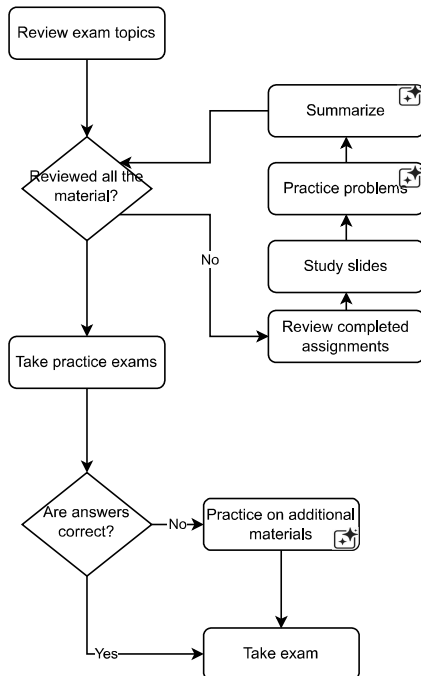 Review exam topics
Summarize
Reviewed all the
material?
Practice problems
No
Study slides
Review completed
assignments
Take practice exams
Are answers
correct?
No
Practice on additional
materials
Yes
Take exam